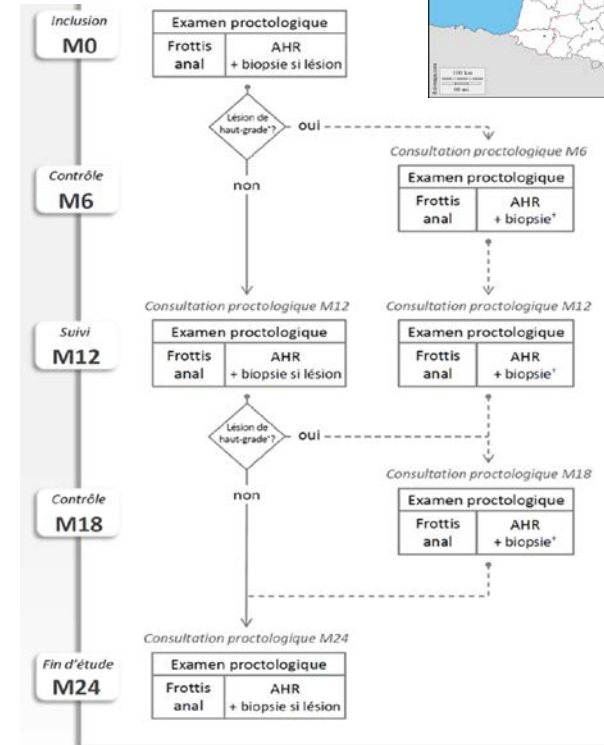 Inclusion
M0
Examen proctologique
Frottis anal
AHR
+ biopsie si lésion
100 km
60 mi
Lésion de
haut-grade*?
oui
non
Contrôle
M6
Consultation proctologique M6
Examen proctologique
Frottis anal
AHR
+ biopsie†
Suivi
M12
Consultation proctologique M12
Examen proctologique
Frottis anal
AHR
+ biopsie si lésion
Consultation proctologique M12
Examen proctologique
Frottis anal
AHR
+ biopsie†
Lésion de
haut-grade*?
oui
non
Contrôle
M18
Consultation proctologique M18
Examen proctologique
Frottis anal
AHR
+ biopsie†
Fin d'étude
M24
Consultation proctologique M24
Examen proctologique
Frottis anal
AHR
+ biopsie si lésion